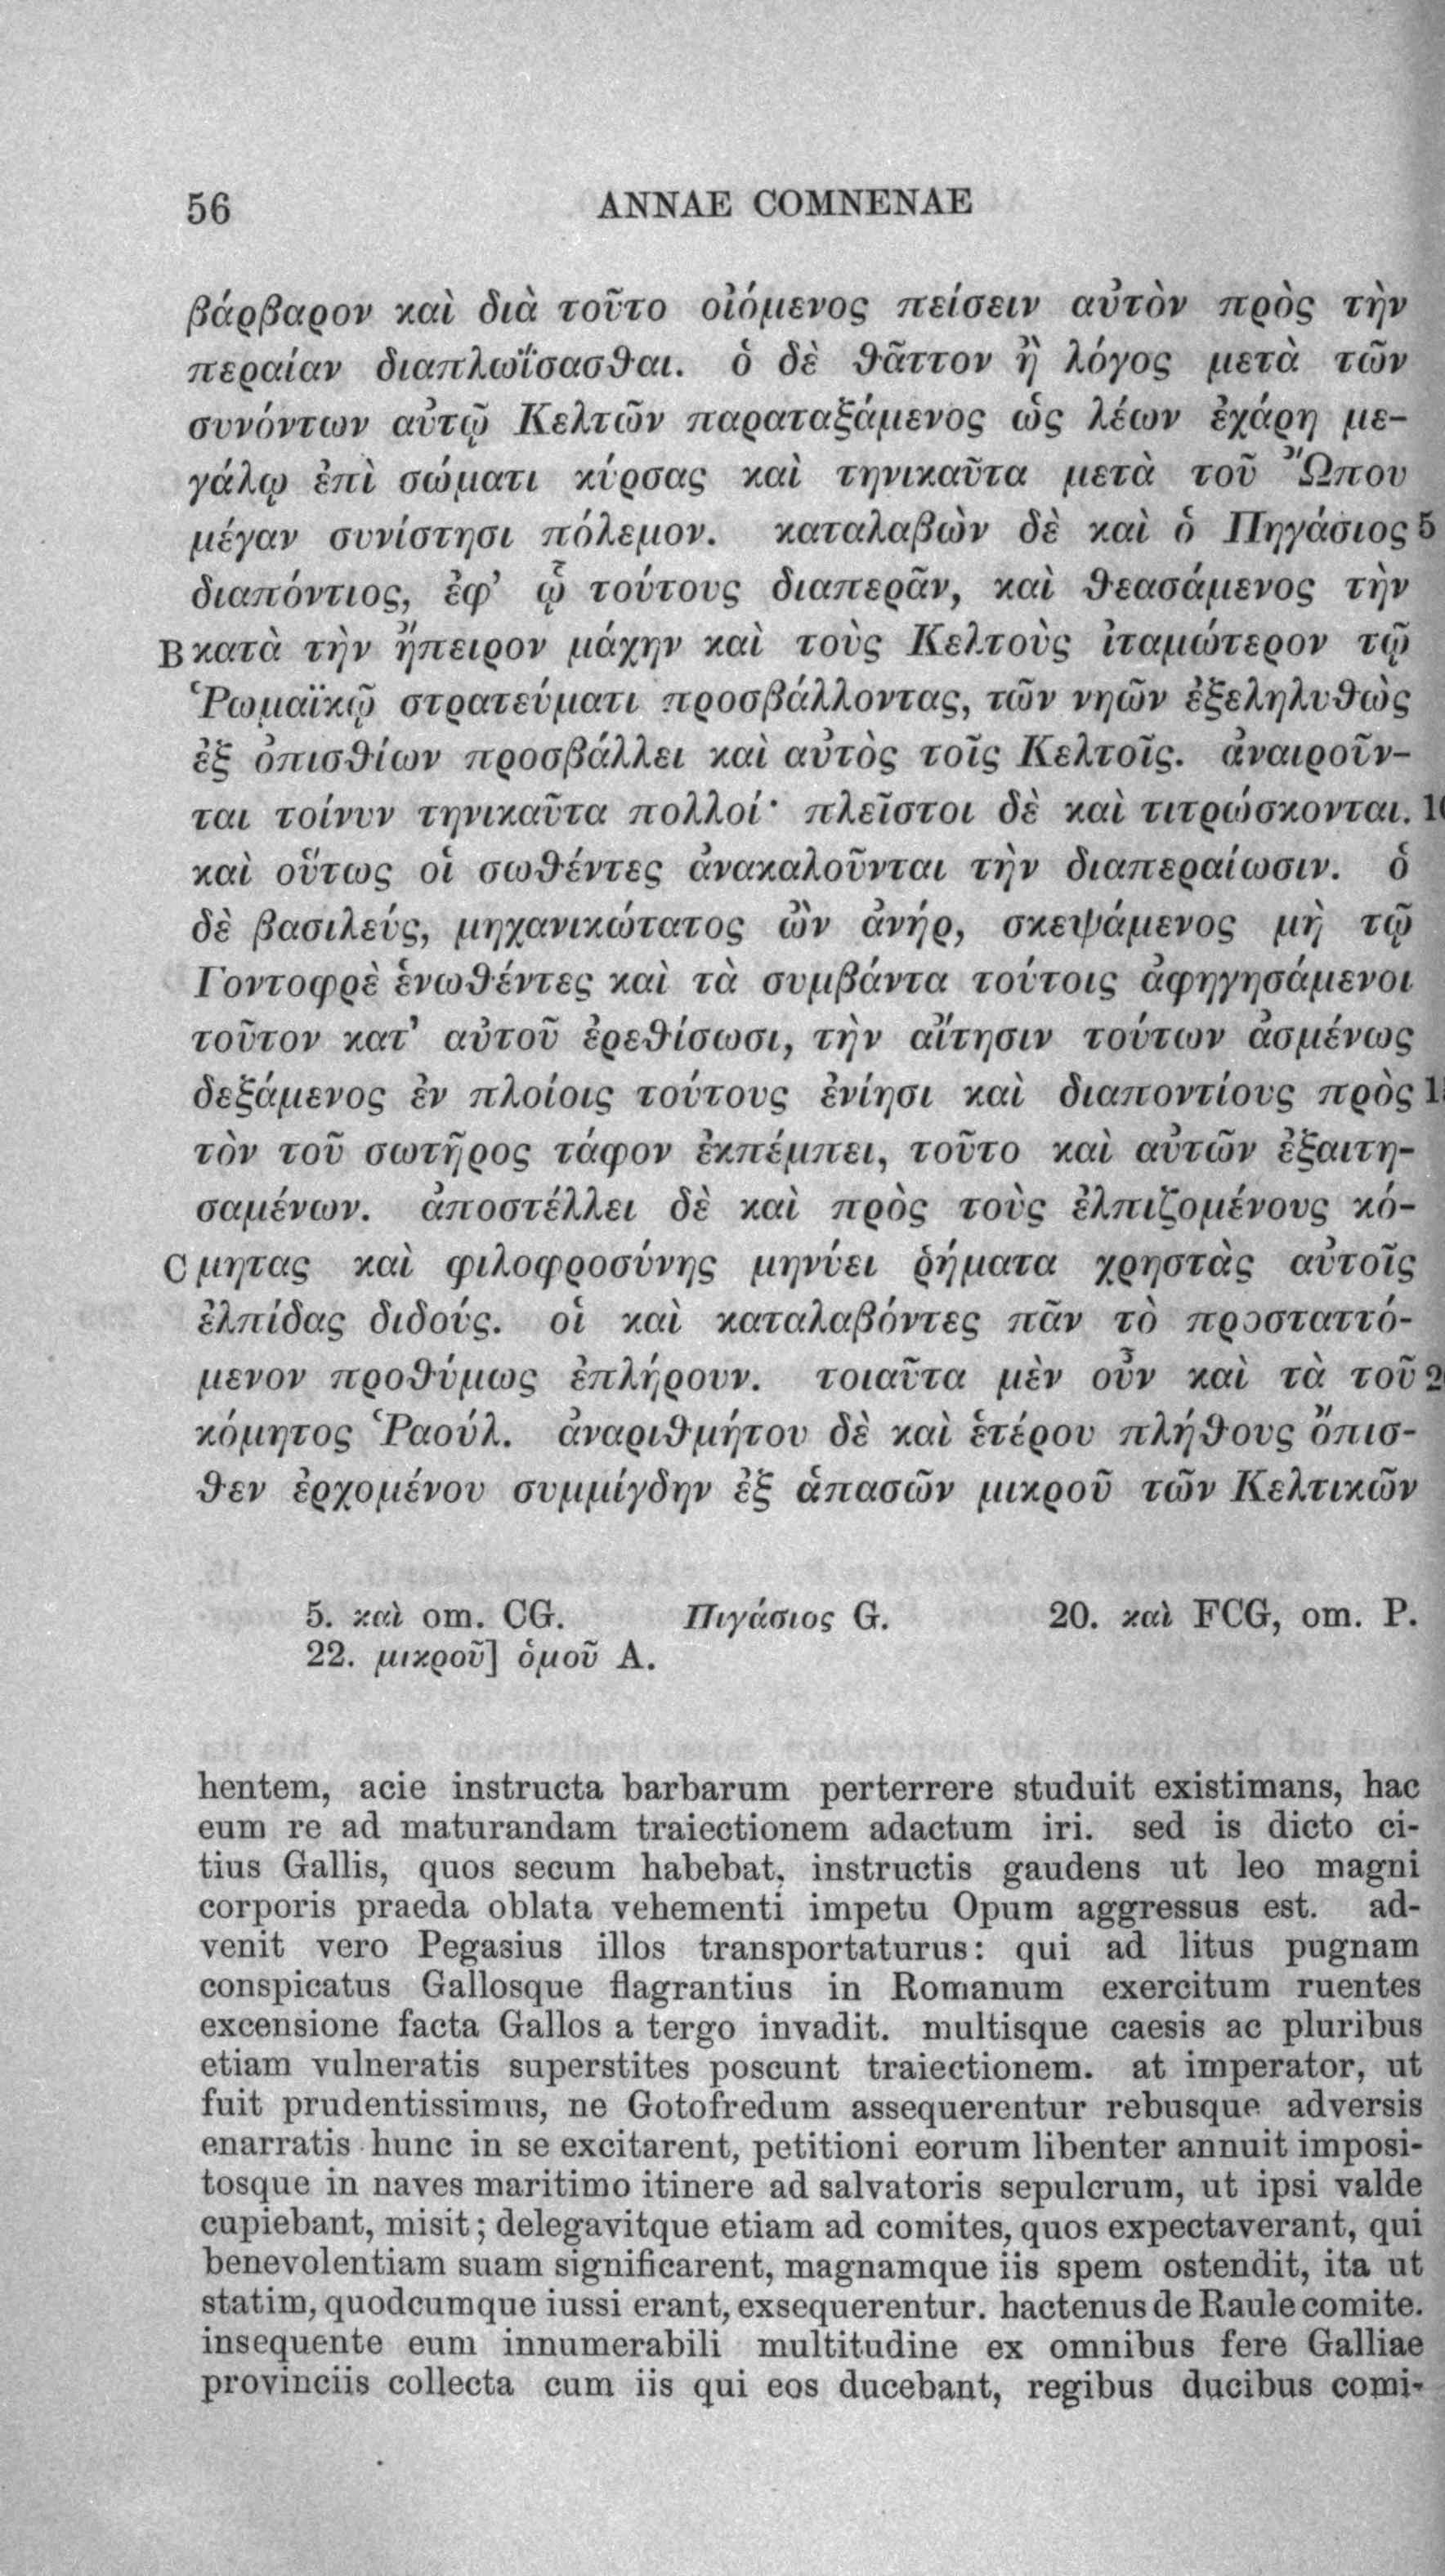 56 ANNAE COMNENAE
βάρβαρον καὶ διὰ τοῦτο οἰόμενος πείσειν αὐτὸν πρὸς τὴν
περαίαν διαπλωΐσασθαι. ὁ δὲ θᾶττον ἢ λόγος μετὰ τῶν
συνόντων αὐτῷ Κελτῶν παραταξάμενος ὡς λέων ἐχάρη με-
γάλῳ ἐπὶ σώματι κύρσας καὶ τηνικαῦτα μετὰ τοῦ Ὤπου
μέγαν συνίστησι πόλεμον. καταλαβὼν δὲ καὶ ὁ Πηγάσιος 5
διαπόντιος, ἐφ’ ᾧ τούτους διαπερᾶν, καὶ θεασάμενος τὴν
B κατὰ τὴν ἤπειρον μάχην καὶ τοὺς Κελτοὺς ἰταμώτερον τῷ
Ῥωμαϊκῷ στρατεύματι προσβάλλοντας, τῶν νηῶν ἐξεληλυθὼς
ἐξ ὀπισθίων προσβάλλει καὶ αὐτὸς τοῖς Κελτοῖς. ἀναιροῦν-
ται τοίνυν τηνικαῦτα πολλοί· πλεῖστοι δὲ καὶ τιτρώσκονται.
καὶ οὕτως οἱ σωθέντες ἀνακαλοῦνται τὴν διαπεραίωσιν. ὁ
δὲ βασιλεύς, μηχανικώτατος ὢν ἀνήρ, σκεψάμενος μὴ τῷ
Γοντοφρὲ ἑνωθέντες καὶ τὰ συμβάντα τούτοις ἀφηγησάμενοι
τοῦτον κατ’ αὐτοῦ ἐρεθίσωσι, τὴν αἴτησιν τούτων ἀσμένως
δεξάμενος ἐν πλοίοις τούτους ἐνίησι καὶ διαποντίους πρὸς
τὸν τοῦ σωτῆρος τάφον ἐκπέμπει, τοῦτο καὶ αὐτῶν ἐξαιτη-
σαμένων. ἀποστέλλει δὲ καὶ πρὸς τοὺς ἐλπιζομένους κό-
C μητας καὶ φιλοφροσύνης μηνύει ῥήματα χρηστὰς αὐτοῖς
ἐλπίδας διδούς. οἱ καὶ καταλαβόντες πᾶν τὸ προσταττό-
μενον προθύμως ἐπλήρουν. τοιαῦτα μὲν οὖν καὶ τὰ τοῦ
κόμητος Ῥαούλ. ἀναριθμήτου δὲ καὶ ἑτέρου πλήθους ὄπισ-
θεν ἐρχομένου συμμίγδην ἐξ ἁπασῶν μικροῦ τῶν Κελτικῶν
5. καὶ om. CG. Πιγάσιος G. 20. καὶ FCG, om. P.
22. μικροῦ] ὁμοῦ A.
hentem, acie instructa barbarum perterrere studuit existimans, hac
eum re ad maturandam traiectionem adactum iri. sed is dicto ci-
tius Gallis, quos secum habebat, instructis gaudens ut leo magni
corporis praeda oblata vehementi impetu Opum aggressus est. ad-
venit vero Pegasius illos transportaturus: qui ad litus pugnam
conspicatus Gallosque flagrantius in Romanum exercitum ruentes
excensione facta Gallos a tergo invadit. multisque caesis ac pluribus
etiam vulneratis superstites poscunt traiectionem. at imperator, ut
fuit prudentissimus, ne Gotofredum assequerentur rebusque adversis
enarratis hunc in se excitarent, petitioni eorum libenter annuit imposi-
tosque in naves maritimo itinere ad salvatoris sepulcrum, ut ipsi valde
cupiebant, misit; delegavitque etiam ad comites, quos expectaverant, qui
benevolentiam suam significarent, magnamque iis spem ostendit, ita ut
statim, quodcumque iussi erant, exsequerentur. hactenus de Raule comite.
insequente eum innumerabili multitudine ex omnibus fere Galliae
provinciis collecta cum iis qui eos ducebant, regibus ducibus comi-